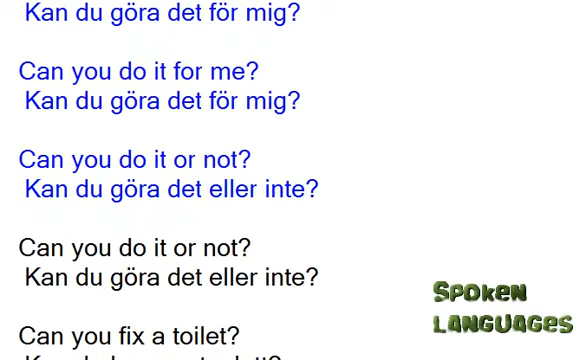 Kan du göra det för mig?
Can you do it for me?
Kan du göra det för mig?
Can you do it or not?
Kan du göra det eller inte?
Can you do it or not?
Kan du göra det eller inte?
Can you fix a toilet?
SPOKEN
LANGUAGES